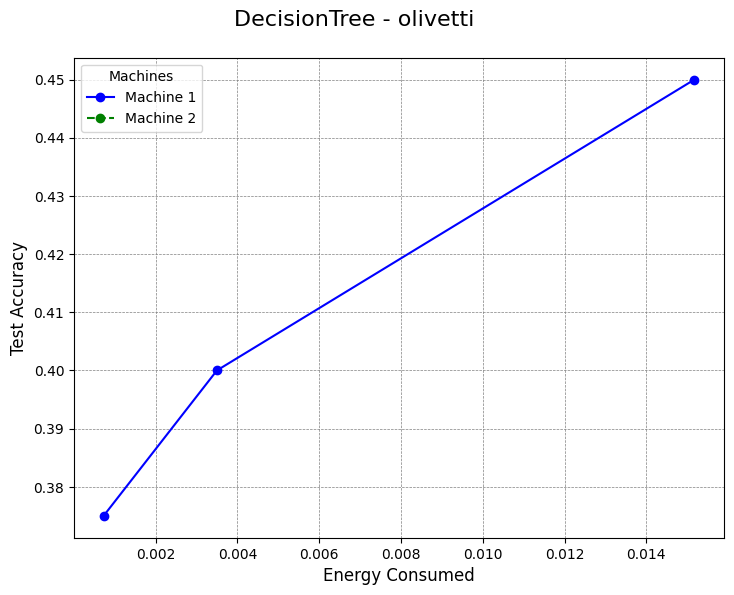 DecisionTree - olivetti
Machines
Machine 1
Machine 2
Test Accuracy
0.45
0.44
0.43
0.42
0.41
0.40
0.39
0.38
0.002
0.004
0.006
0.008
0.010
0.012
0.014
Energy Consumed